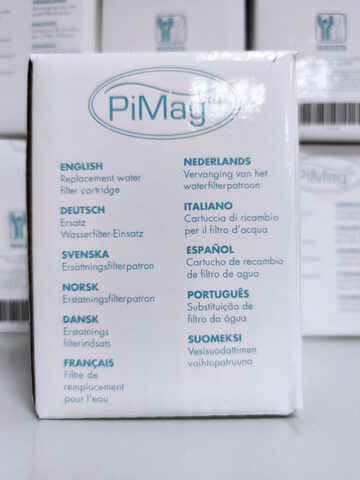 PiMag™
ENGLISH
Replacement water
filter cartridge
DEUTSCH
Ersatz
Wasserfilter-Einsatz
SVENSKA
Ersättningsfilterpatron
NORSK
Erstatningsfilterpatron
DANSK
Erstatnings
filterindsats
FRANÇAIS
Filtre de
remplacement
pour l'eau
NEDERLANDS
Vervanging van het
waterfilterpatroon
ITALIANO
Cartuccia di ricambio
per il filtro d'acqua
ESPAÑOL
Cartucho de recambio
de filtro de agua
PORTUGUÊS
Substituição de
filtro da água
SUOMEKSI
Vesisuodattimen
vaihtopatruuna
PiMag